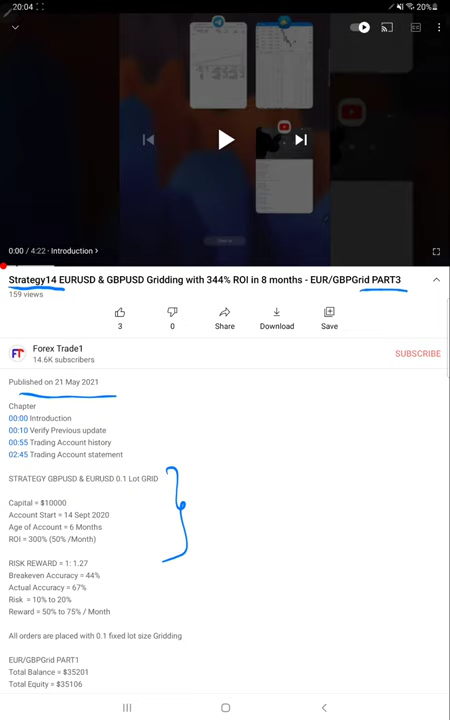 20:04
20%
CC
0:00 / 4:22 · Introduction >
Strategy14 EURUSD & GBPUSD Gridding with 344% ROI in 8 months - EUR/GBPGrid PART3
159 views
3
0
Share
Download
Save
FT
Forex Trade1
14.6K subscribers
SUBSCRIBE
Published on 21 May 2021
Chapter
00:00 Introduction
00:10 Verify Previous update
00:55 Trading Account history
02:45 Trading Account statement
STRATEGY GBPUSD & EURUSD 0.1 Lot GRID
Capital = $10000
Account Start = 14 Sept 2020
Age of Account = 6 Months
ROI = 300% (50% /Month)
RISK REWARD = 1: 1.27
Breakeven Accuracy = 44%
Actual Accuracy = 67%
Risk = 10% to 20%
Reward = 50% to 75% / Month
All orders are placed with 0.1 fixed lot size Gridding
EUR/GBPGrid PART1
Total Balance = $35201
Total Equity = $35106